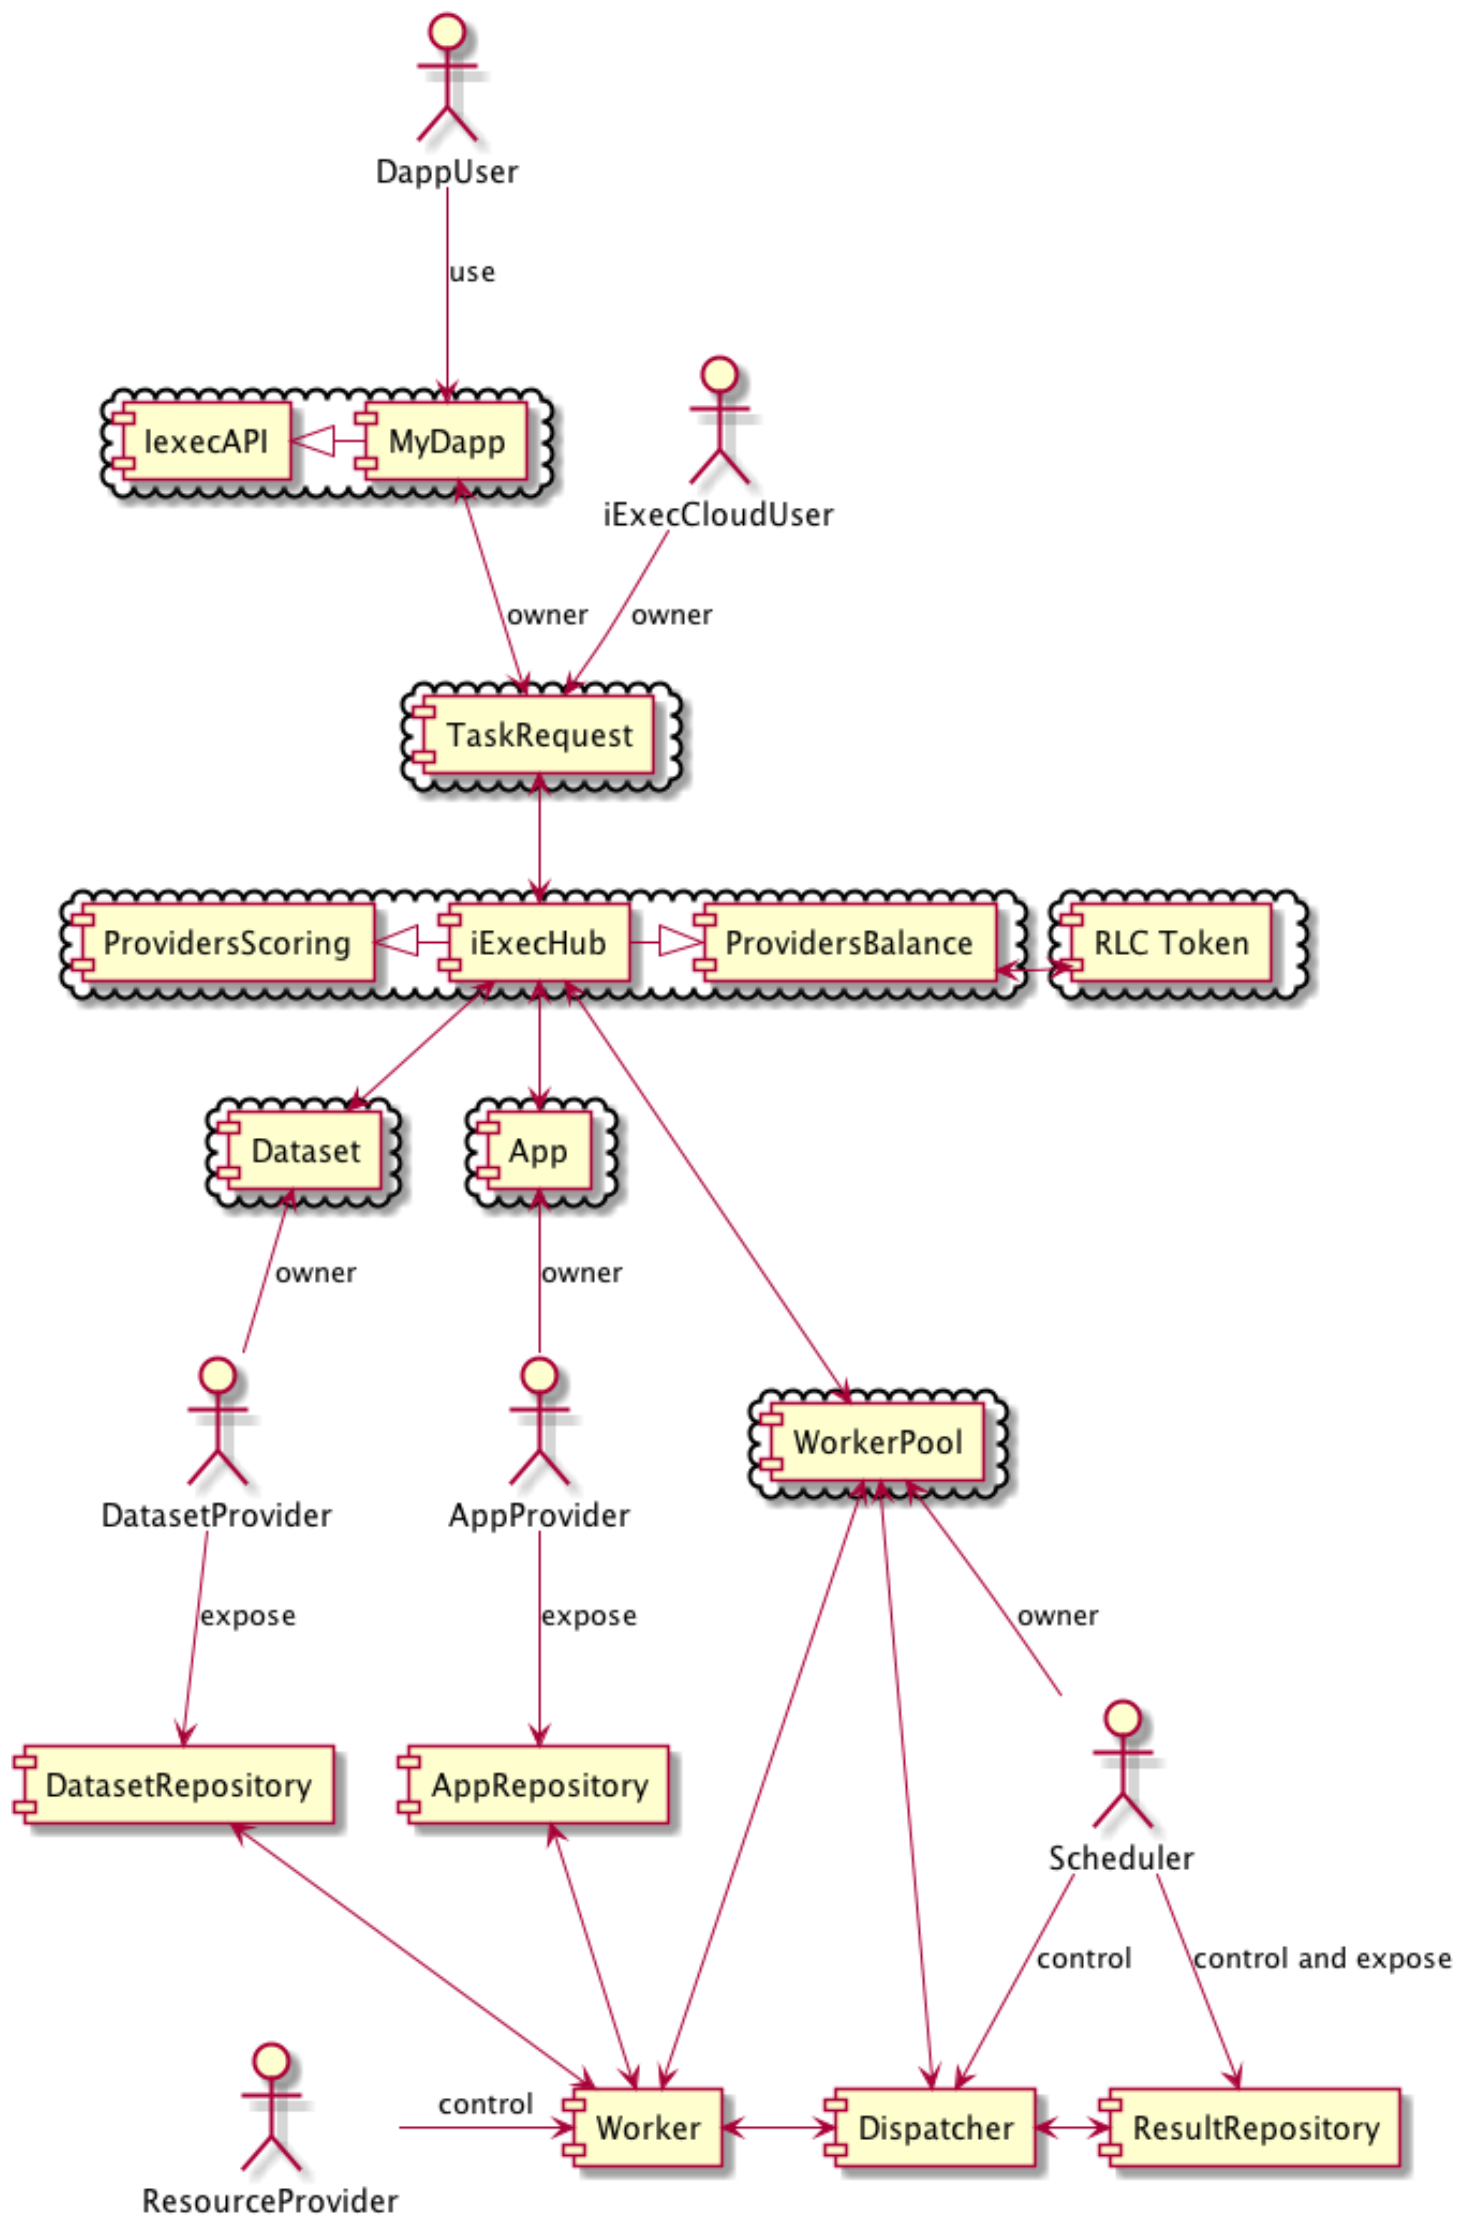 DappUser
use
IexecAPI
MyDapp
iExecCloudUser
owner
owner
TaskRequest
ProvidersScoring
iExecHub
ProvidersBalance
RLC Token
Dataset
App
owner
owner
WorkerPool
DatasetProvider
AppProvider
expose
expose
owner
DatasetRepository
AppRepository
Scheduler
control
control and expose
control
Worker
Dispatcher
ResultRepository
ResourceProvider